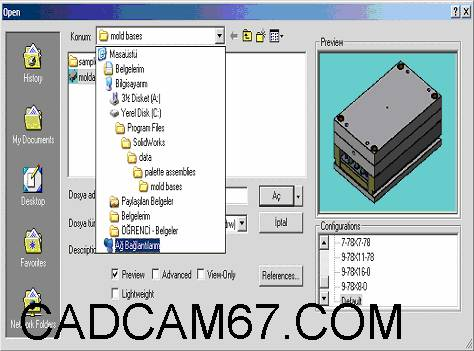 Open
Konum:
mold bases
Preview
History
My Documents
Desktop
Favorites
Network Folders
Masaüstü
Belgelerim
Bilgisayarım
3½ Disket (A:)
Yerel Disk (C:)
Program Files
SolidWorks
data
palette assemblies
mold bases
Paylaşılan Belgeler
Belgelerim
ÖĞRENCİ - Belgeler
Ağ Bağlantılarım
Dosya ad
Dosya tür
Description
Aç
İptal
Preview
Advanced
View-Only
References...
Lightweight
Configurations
7-78X7-78
9-78X11-78
9-78X16-0
9-78X8-0
Default
CADCAM67.COM